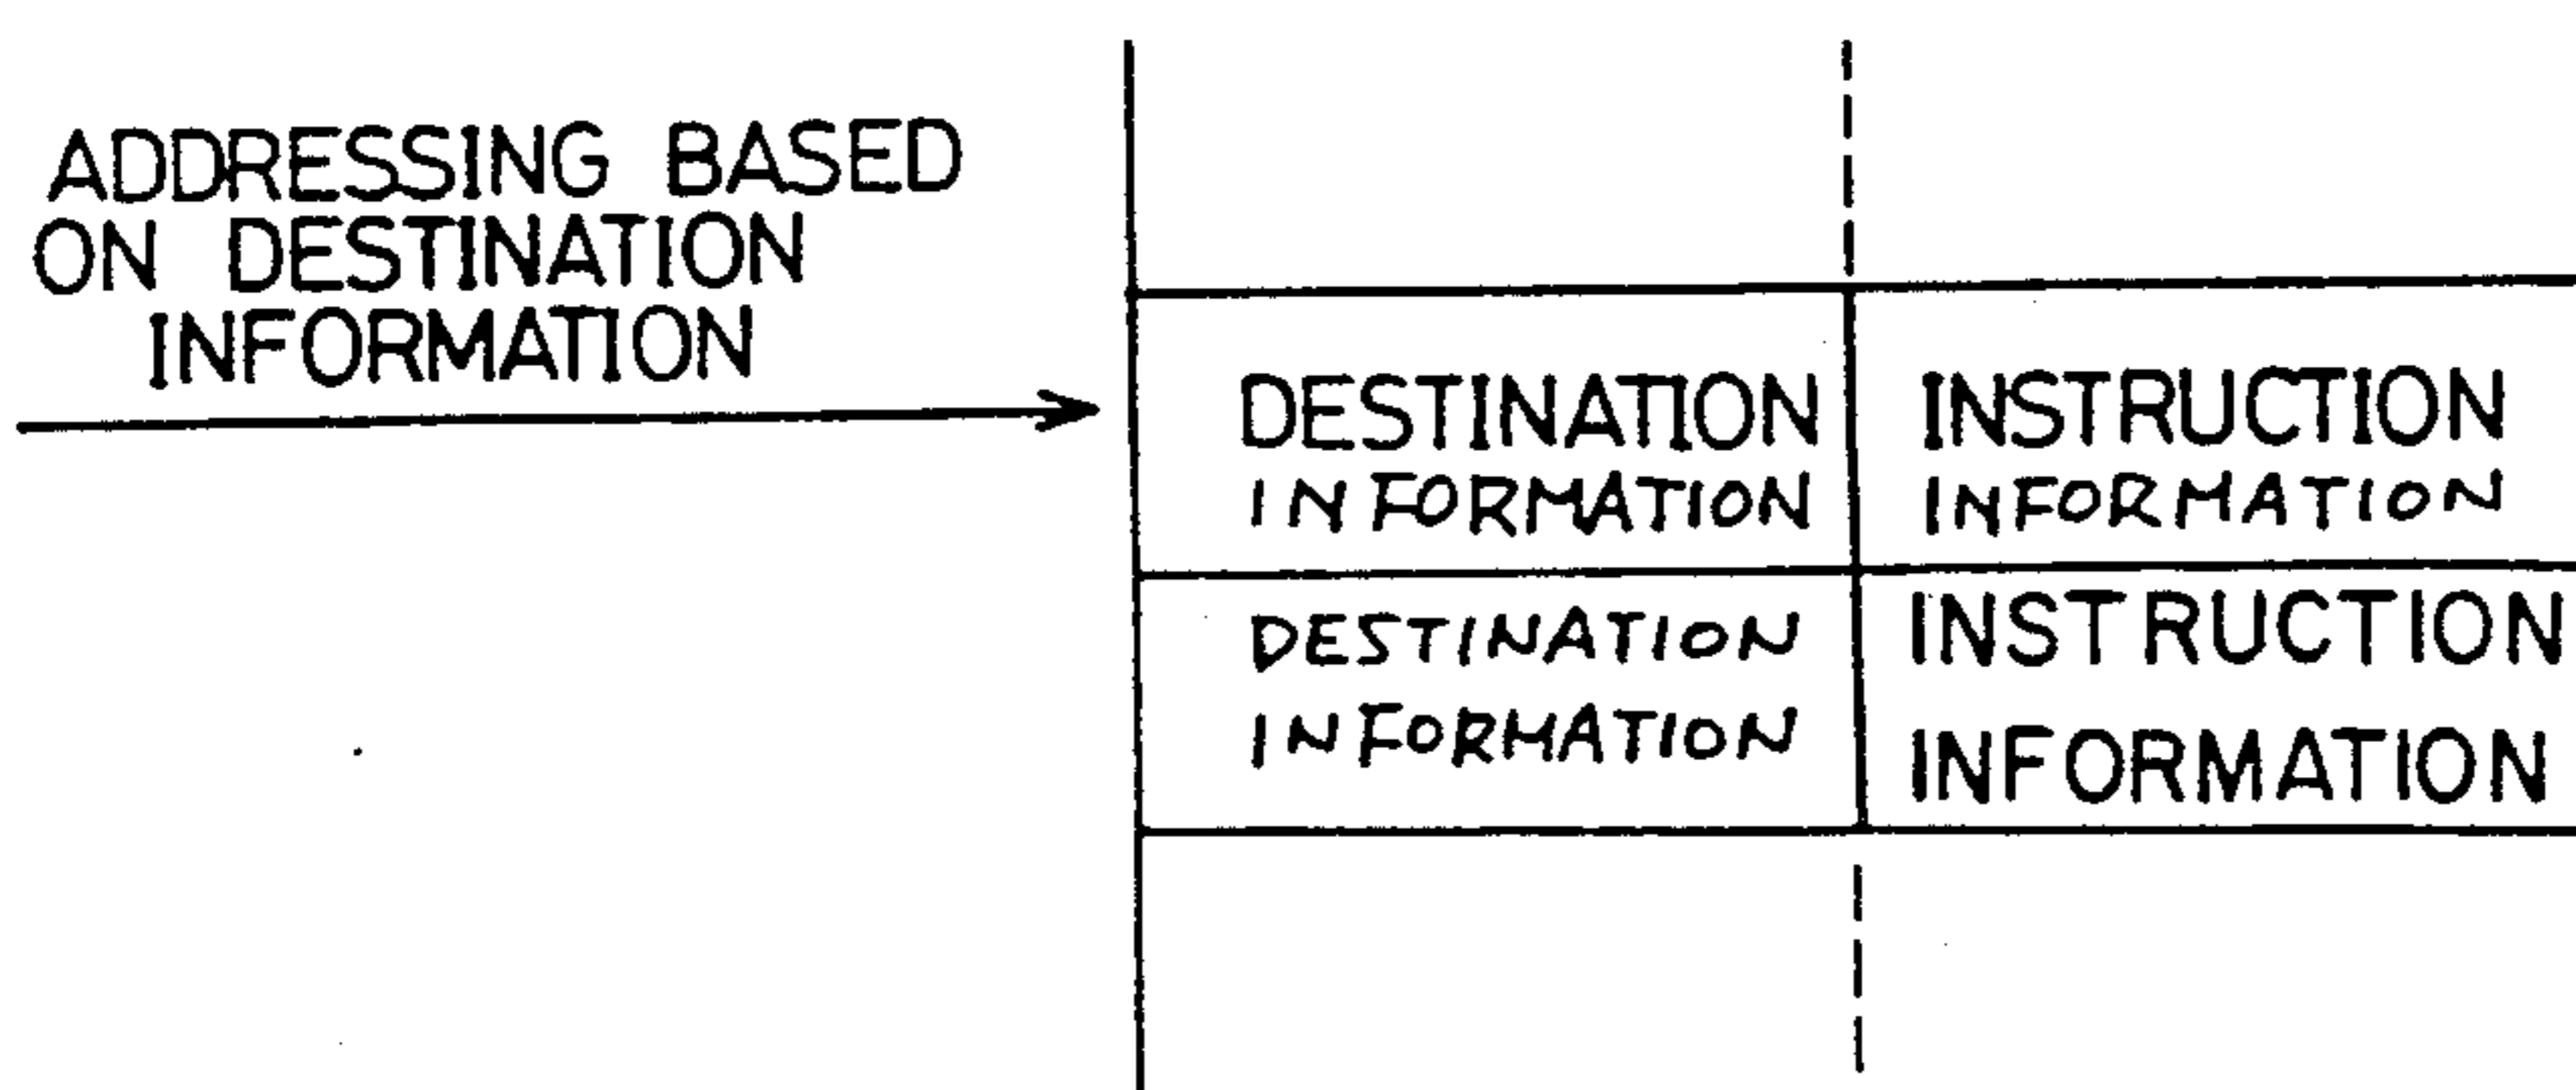 ADDRESSING BASED
ON DESTINATION
INFORMATION
DESTINATION
INFORMATION
INSTRUCTION
INFORMATION
DESTINATION
INFORMATION
INSTRUCTION
INFORMATION